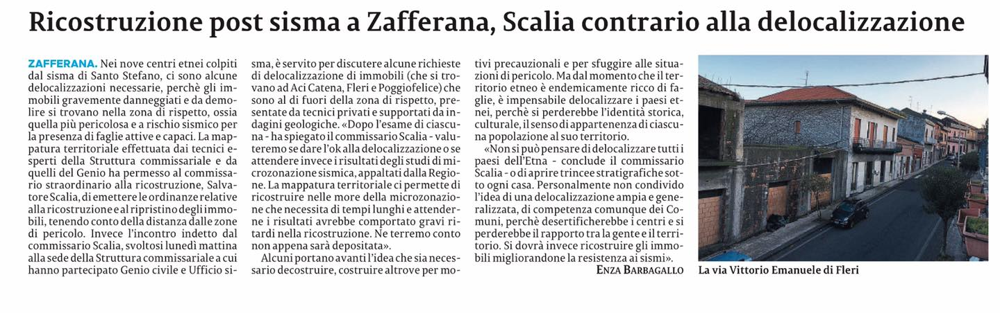 Ricostruzione post sisma a Zafferana, Scalia contrario alla delocalizzazione
ZAFFERANA. Nei nove centri etnei colpiti
dal sisma di Santo Stefano, ci sono alcune
delocalizzazioni necessarie, perchè gli im-
mobili gravemente danneggiati e da demo-
lire si trovano nella zona di rispetto, ossia
quella più pericolosa e a rischio sismico per
la presenza di faglie attive e capaci. La map-
patura territoriale effettuata dai tecnici e-
sperti della Struttura commissariale e da
quelli del Genio ha permesso al commissa-
rio straordinario alla ricostruzione, Salva-
tore Scalia, di emettere le ordinanze relative
alla ricostruzione e al ripristino degli immo-
bili, tenendo conto della distanza dalle zone
di pericolo. Invece l'incontro indetto dal
commissario Scalia, svoltosi lunedì mattina
alla sede della Struttura commissariale a cui
hanno partecipato Genio civile e Ufficio si-
sma, è servito per discutere alcune richieste
di delocalizzazione di immobili (che si tro-
vano ad Aci Catena, Fleri e Poggiofelice) che
sono al di fuori della zona di rispetto, pre-
sentate da tecnici privati e supportati da in-
dagini geologiche. «Dopo l'esame di ciascu-
na - ha spiegato il commissario Scalia - valu-
teremo se dare l'ok alla delocalizzazione o se
attendere invece i risultati degli studi di mi-
crozonazione sismica, appaltati dalla Regio-
ne. La mappatura territoriale ci permette di
ricostruire nelle more della microzonazio-
ne che necessita di tempi lunghi e attender-
ne i risultati avrebbe comportato gravi ri-
tardi nella ricostruzione. Ne terremo conto
non appena sarà depositata».
Alcuni portano avanti l'idea che sia neces-
sario decostruire, costruire altrove per mo-
tivi precauzionali e per sfuggire alle situa-
zioni di pericolo. Ma dal momento che il ter-
ritorio etneo è endemicamente ricco di fa-
glie, è impensabile delocalizzare i paesi et-
nei, perchè si perderebbe l'identità storica,
culturale, il senso di appartenenza di ciascu-
na popolazione al suo territorio.
«Non si può pensare di delocalizzare tutti i
paesi dell'Etna - conclude il commissario
Scalia - o di aprire trincee stratigrafiche sot-
to ogni casa. Personalmente non condivido
l'idea di una delocalizzazione ampia e gene-
ralizzata, di competenza comunque dei Co-
muni, perchè desertificherebbe i centri e si
perderebbe il rapporto tra la gente e il terri-
torio. Si dovrà invece ricostruire gli immo-
bili migliorandone la resistenza ai sismi».
ENZA BARBAGALLO
La via Vittorio Emanuele di Fleri